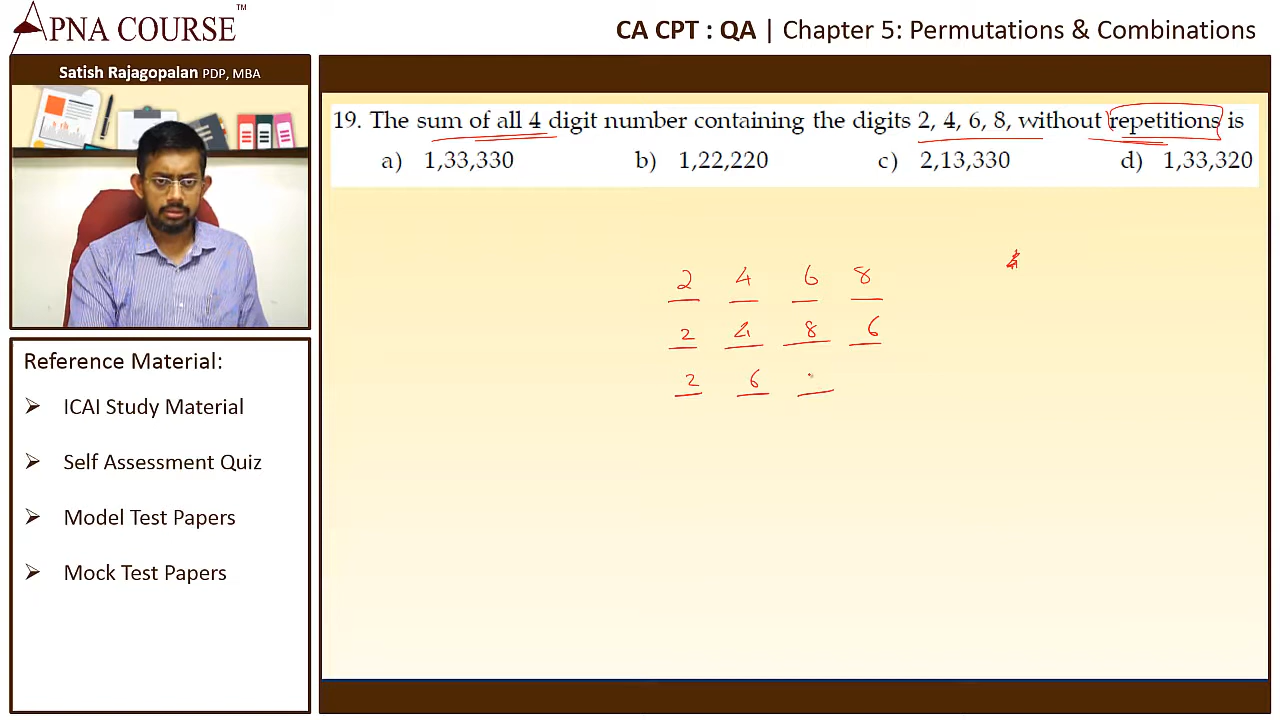 APNA COURSE™
CA CPT : QA | Chapter 5: Permutations & Combinations
Satish Rajagopalan PDP, MBA
19. The sum of all 4 digit number containing the digits 2, 4, 6, 8, without repetitions is
a) 1,33,330 b) 1,22,220 c) 2,13,330 d) 1,33,320
2 4 6 8
2 4 8 6
2 6
Reference Material:
ICAI Study Material
Self Assessment Quiz
Model Test Papers
Mock Test Papers